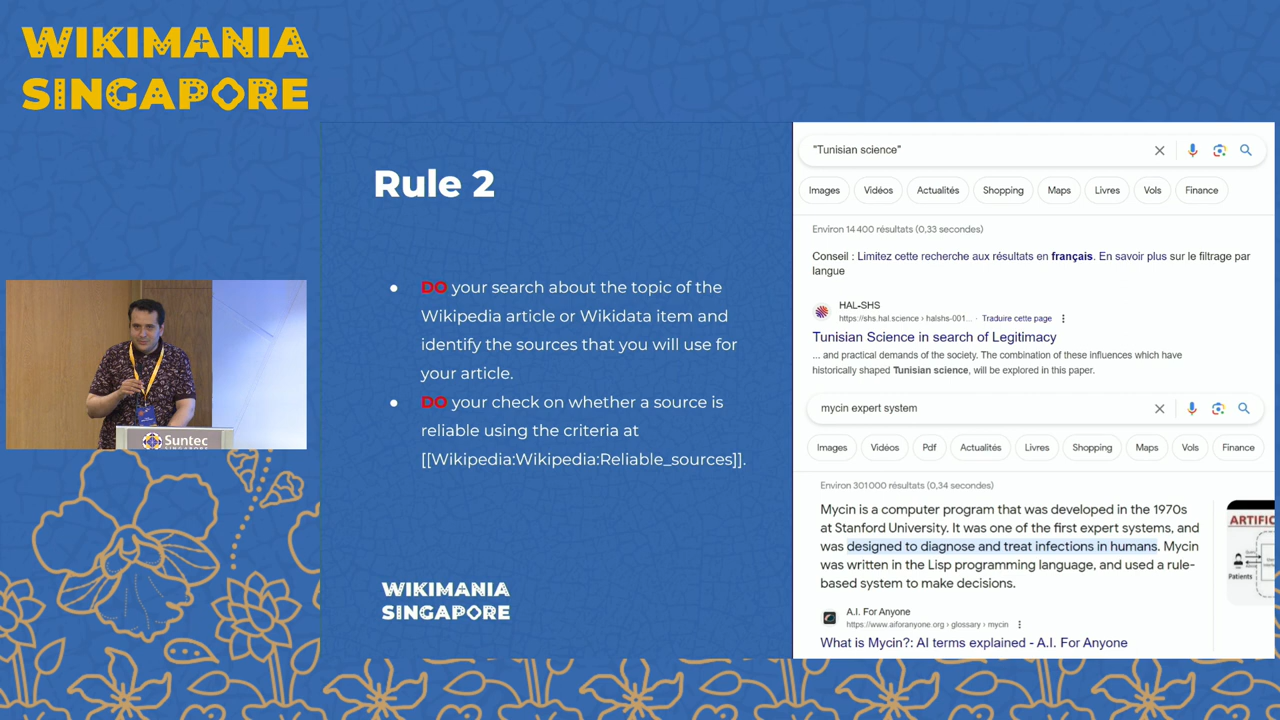 WIKIMANIA
SINGAPORE
Rule 2
● DO your search about the topic of the
Wikipedia article or Wikidata item and
identify the sources that you will use for
your article.
● DO your check on whether a source is
reliable using the criteria at
[[Wikipedia:Wikipedia:Reliable_sources]].
WIKIMANIA
SINGAPORE
Suntec
SINGAPORE
"Tunisian science"
Images Vidéos Actualités Shopping Maps Livres Vols Finance
Environ 14 400 résultats (0,33 secondes)
Conseil : Limitez cette recherche aux résultats en français. En savoir plus sur le filtrage par
langue
HAL-SHS
https://shs.hal.science › halshs-001... · Traduire cette page
Tunisian Science in search of Legitimacy
... and practical demands of the society. The combination of these influences which have
historically shaped Tunisian science, will be explored in this paper.
mycin expert system
Images Vidéos Pdf Actualités Livres Shopping Maps Vols Finance
Environ 301 000 résultats (0,34 secondes)
Mycin is a computer program that was developed in the 1970s
at Stanford University. It was one of the first expert systems, and
was designed to diagnose and treat infections in humans. Mycin
was written in the Lisp programming language, and used a rule-
based system to make decisions.
ARTIFIC
Patients
A.I. For Anyone
https://www.aiforanyone.org › glossary › mycin
What is Mycin?: AI terms explained - A.I. For Anyone